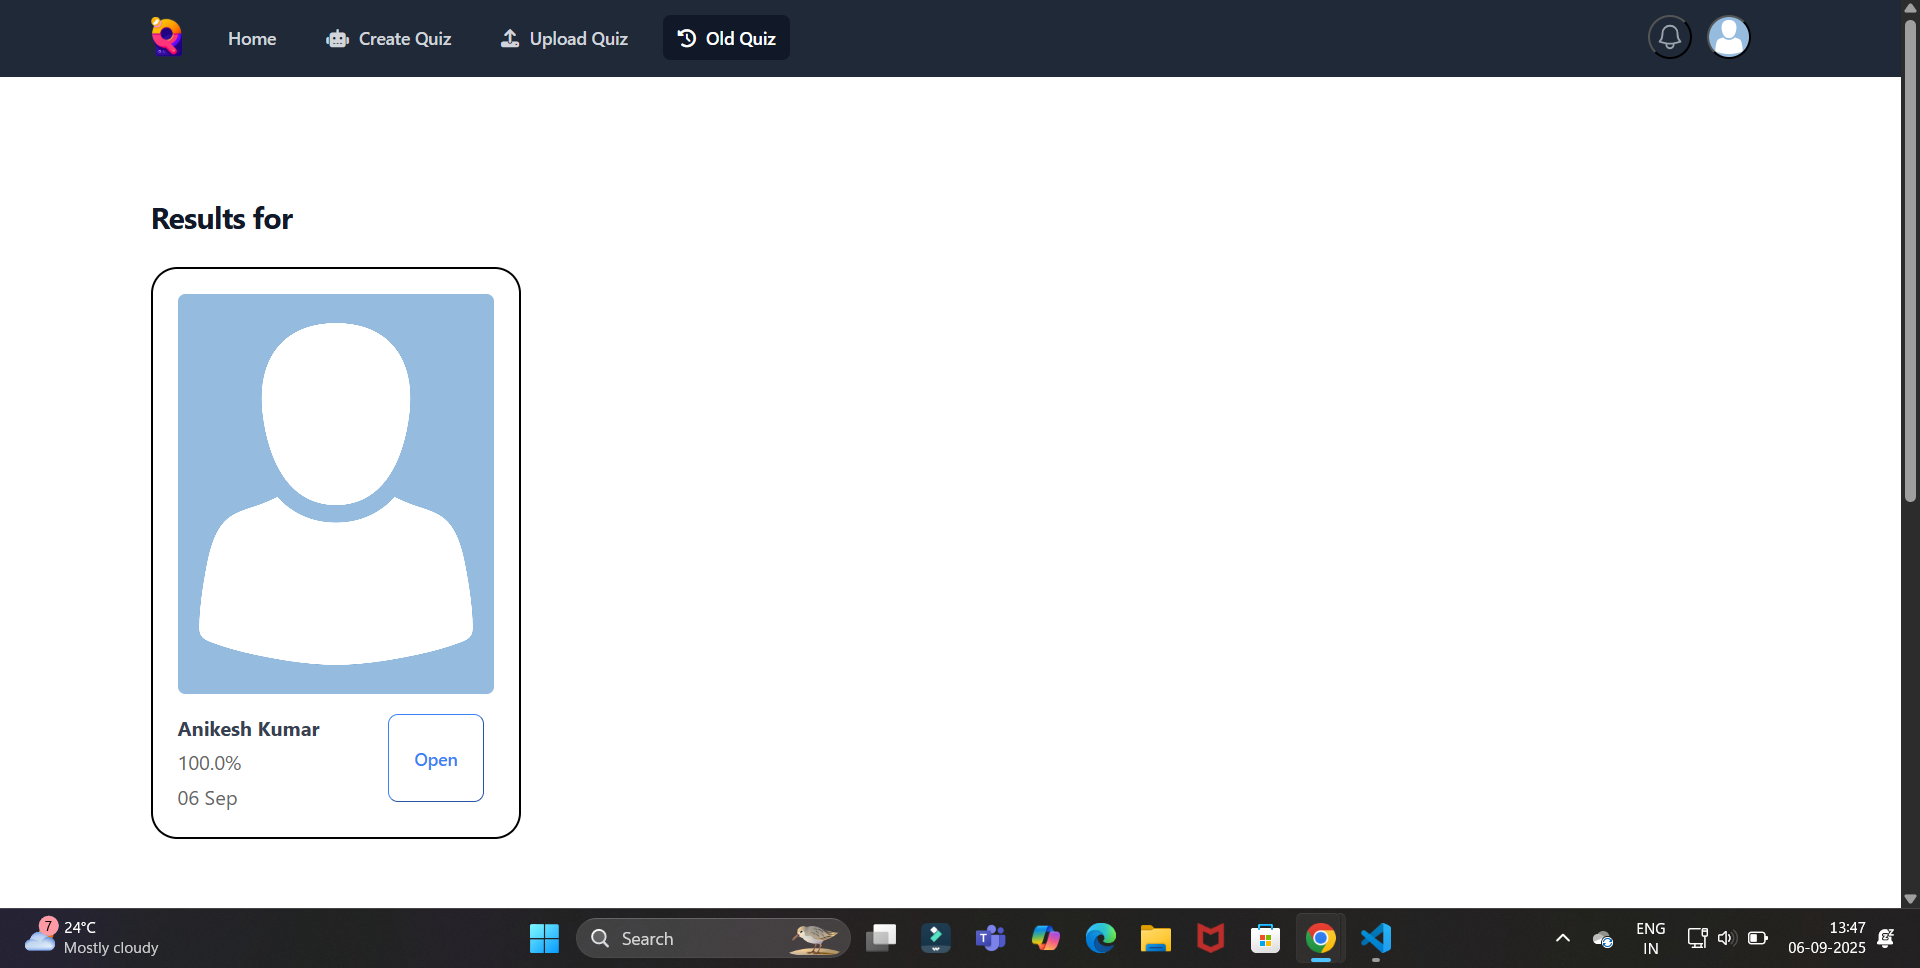 Home
Create Quiz
Upload Quiz
Old Quiz
Results for
Anikesh Kumar
100.0%
06 Sep
Open
7
24°C
Mostly cloudy
Search
ENG
IN
13:47
06-09-2025